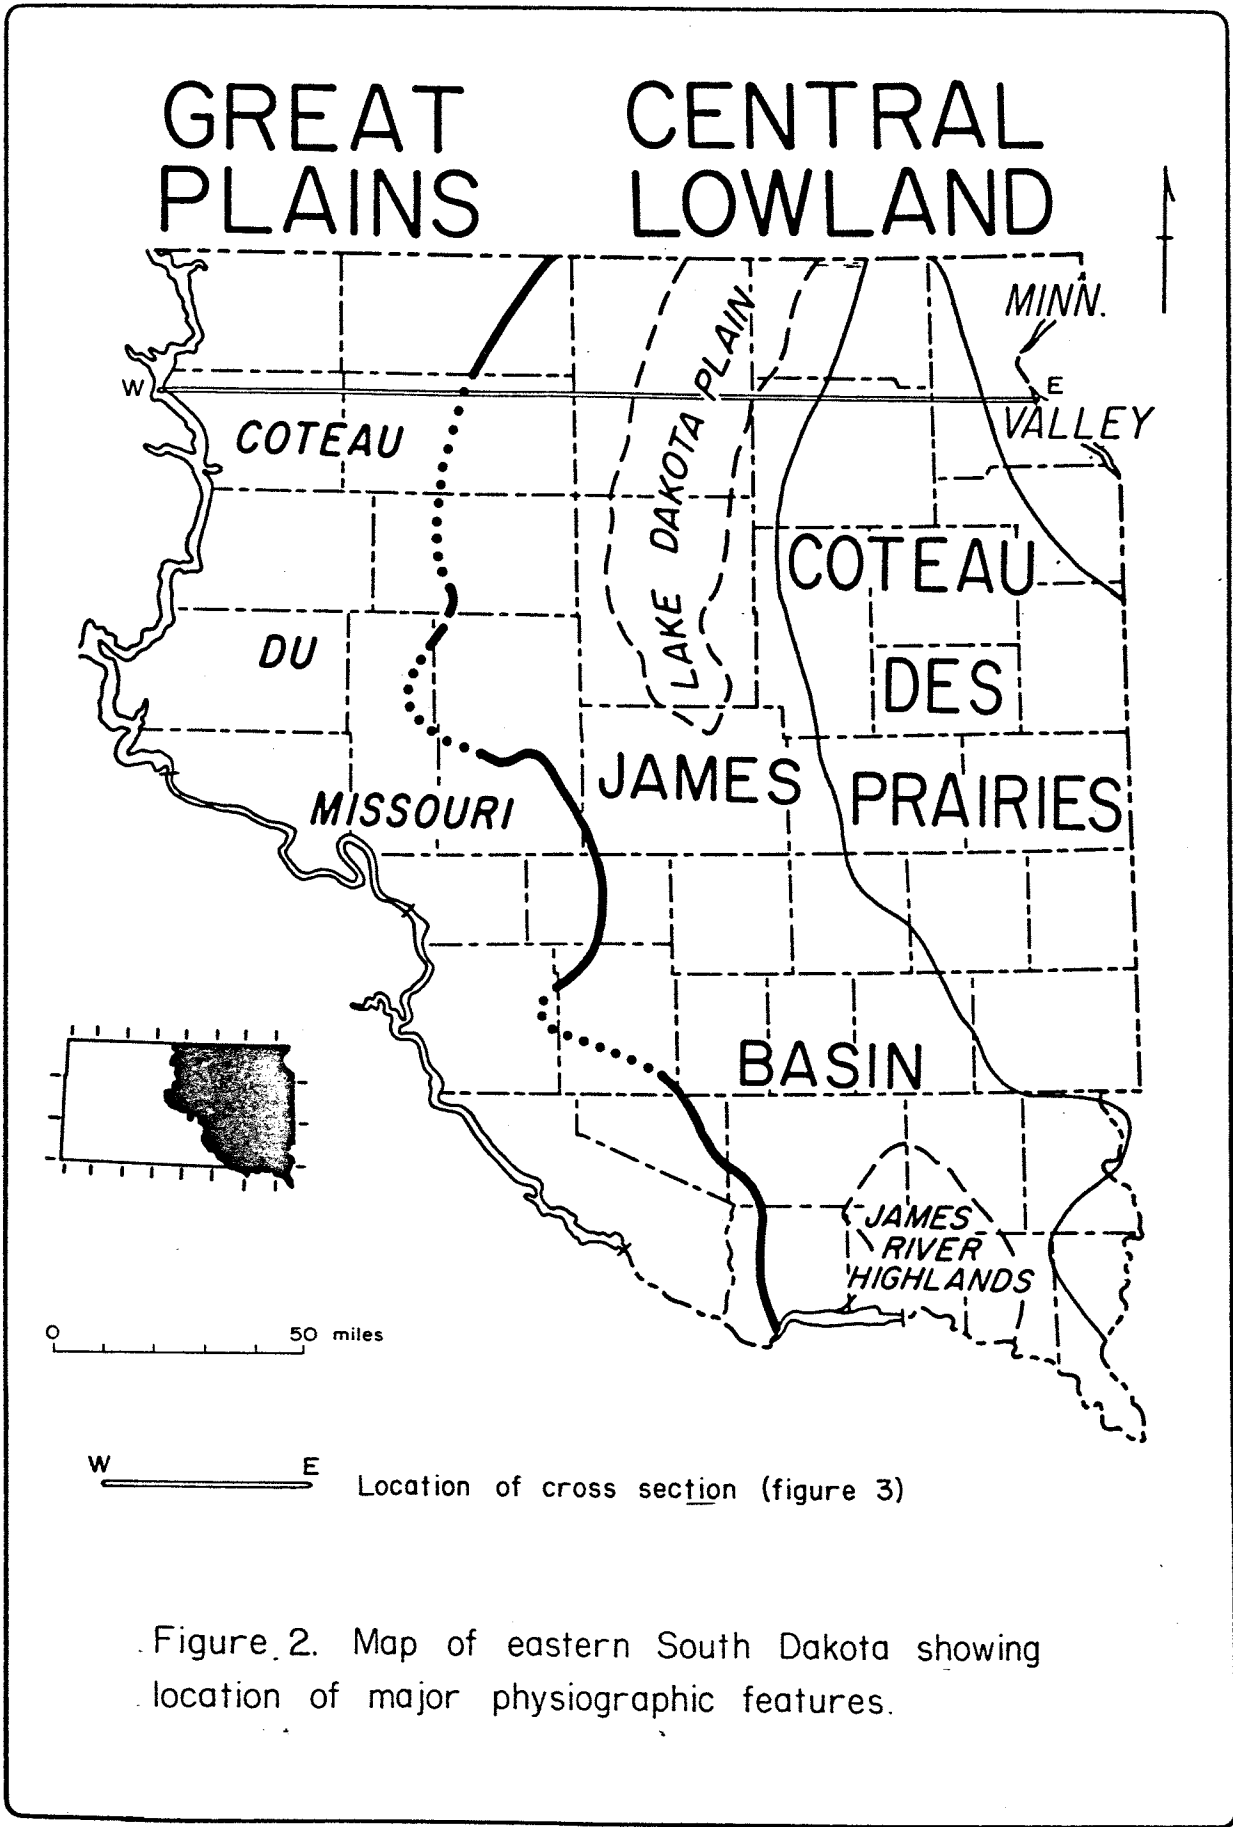 GREAT
PLAINS
CENTRAL
LOWLAND
MINN.
VALLEY
W
E
COTEAU
DU
MISSOURI
LAKE DAKOTA PLAIN
COTEAU
DES
PRAIRIES
JAMES
BASIN
JAMES
RIVER
HIGHLANDS
0 50 miles
W E
Location of cross section (figure 3)
Figure 2. Map of eastern South Dakota showing
location of major physiographic features.